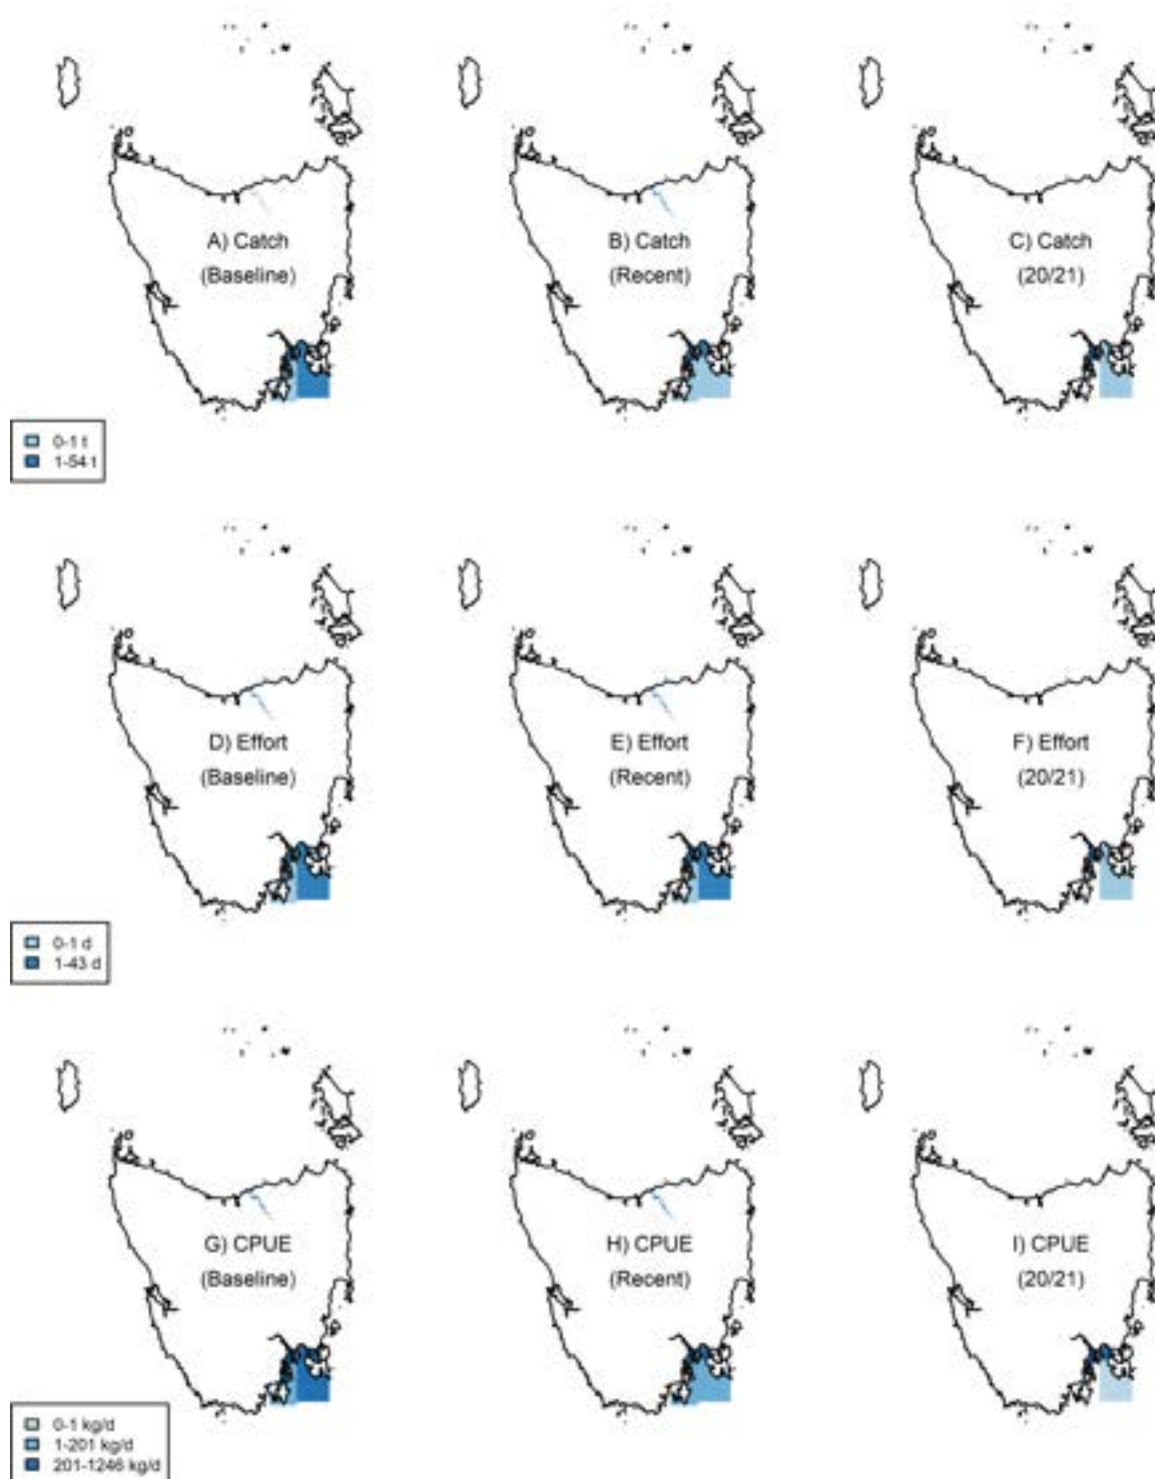 A) Catch
(Baseline)
B) Catch
(Recent)
C) Catch
(20/21)
0-1 t
1-54 t
D) Effort
(Baseline)
E) Effort
(Recent)
F) Effort
(20/21)
0-1 d
1-43 d
G) CPUE
(Baseline)
H) CPUE
(Recent)
I) CPUE
(20/21)
0-1 kg/d
1-201 kg/d
201-1246 kg/d